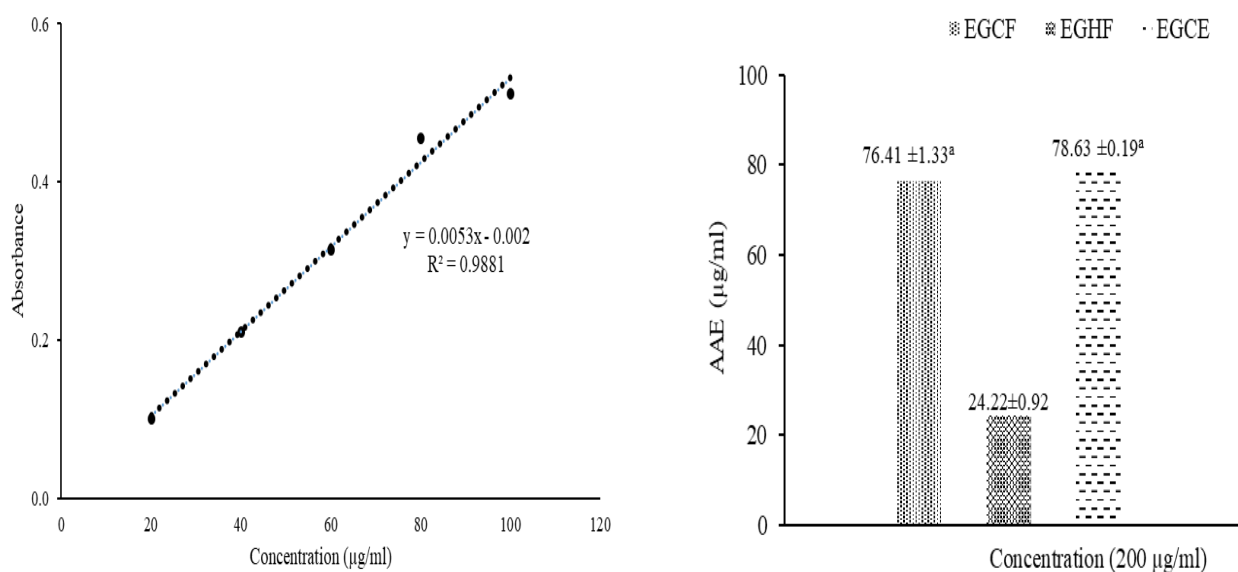 0.6
0.4
0.2
0.0
Absorbance
y = 0.0053x - 0.002
R² = 0.9881
0
20
40
60
80
100
120
Concentration (µg/ml)
EGCF EGHF EGCE
100
80
60
40
20
0
AAE (µg/ml)
76.41 ±1.33ᵃ
24.22±0.92
78.63 ±0.19ᵃ
Concentration (200 µg/ml)